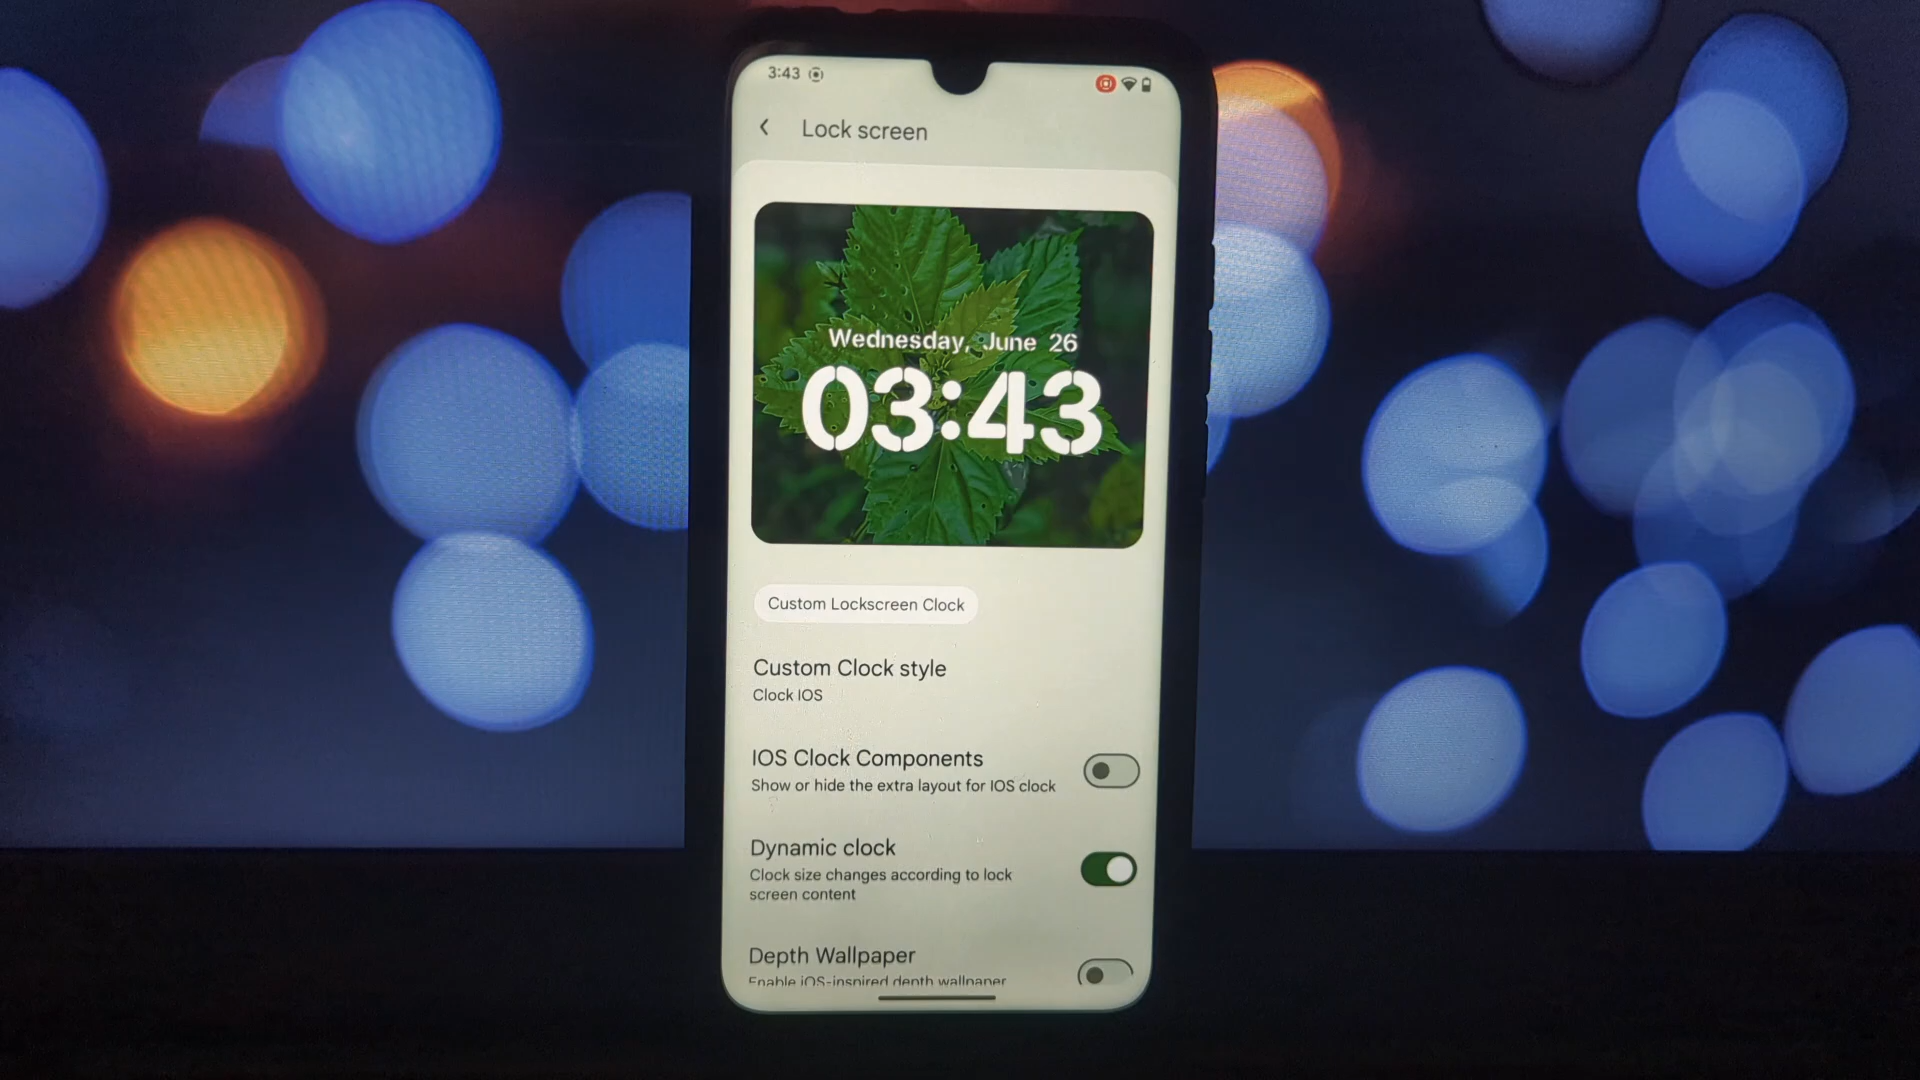 3:43
Lock screen
Wednesday, June 26
03:43
Custom Lockscreen Clock
Custom Clock style
Clock IOS
IOS Clock Components
Show or hide the extra layout for IOS clock
Dynamic clock
Clock size changes according to lock
screen content
Depth Wallpaper
Enable iOS-inspired depth wallpaper